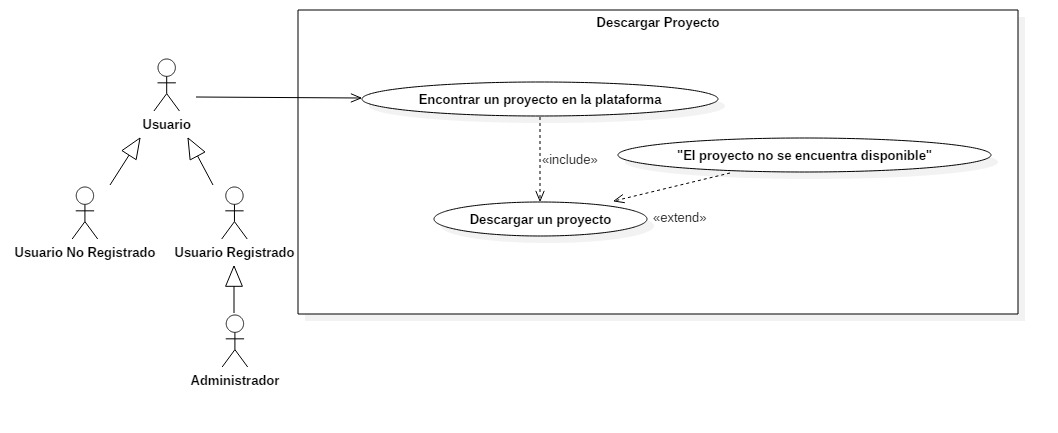 Descargar Proyecto
Encontrar un proyecto en la plataforma
Usuario
«include»
"El proyecto no se encuentra disponible"
Descargar un proyecto
«extend»
Usuario No Registrado
Usuario Registrado
Administrador